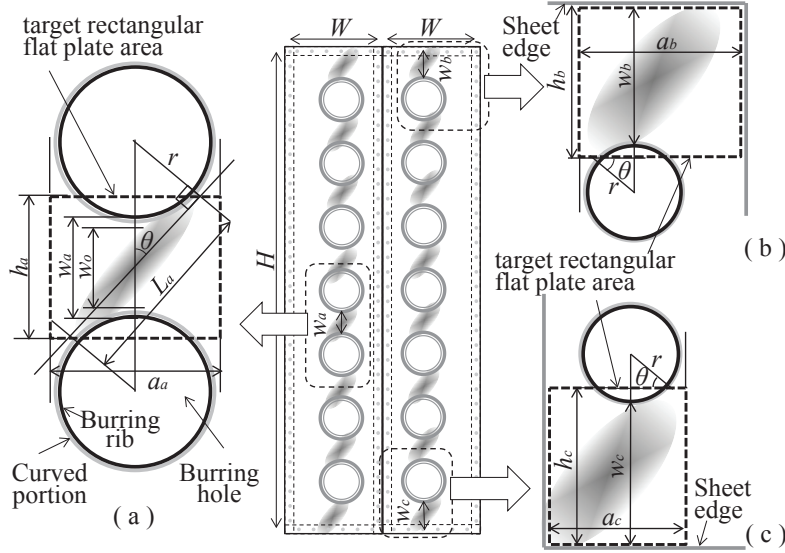 target rectangular
flat plate area
r
θ
h_a
w_a
w_o
L_a
a_a
Burring
rib
Curved
portion
Burring
hole
( a )
W
W
w_b
H
w_a
w_c
Sheet
edge
a_b
h_b
w_b
θ
r
( b )
target rectangular
flat plate area
r
θ
h_c
w_c
a_c
Sheet
edge
( c )